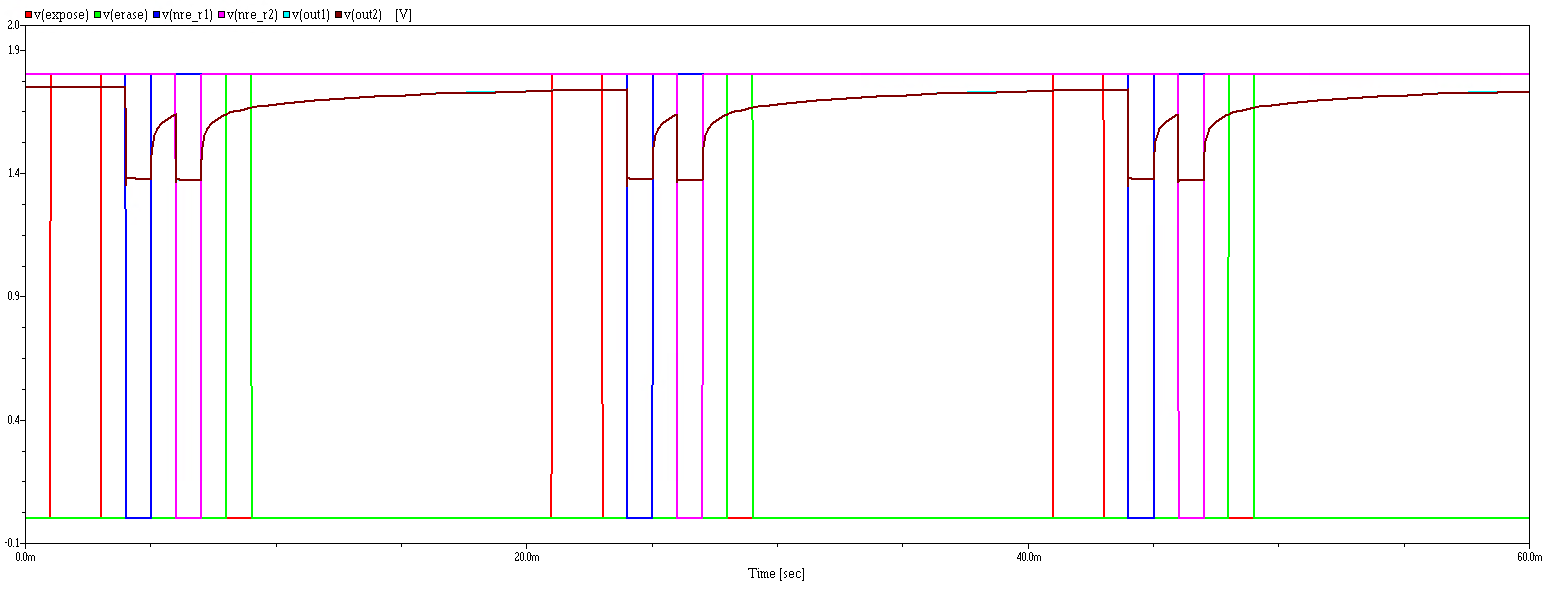 v(expose) v(erase) v(nre_r1) v(nre_r2) v(out1) v(out2) [V]
2.0
1.9
1.4
0.9
0.4
-0.1
0.0m 20.0m 40.0m 60.0m
Time [sec]